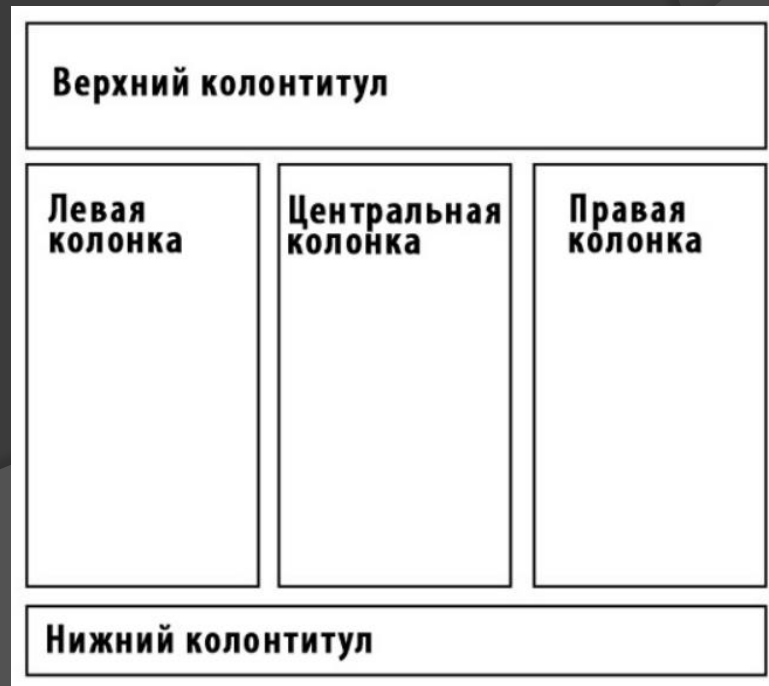 Верхний колонтитул
Левая
колонка
Центральная
колонка
Правая
колонка
Нижний колонтитул